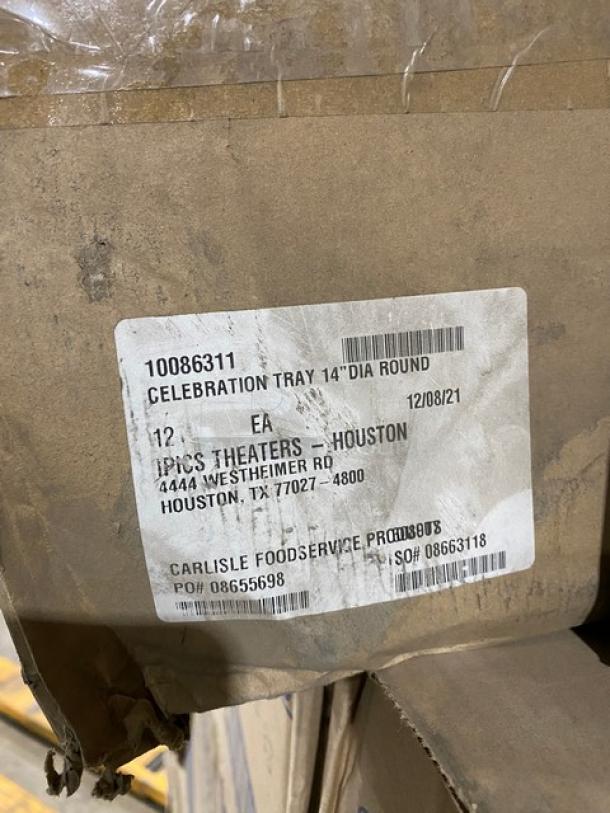 10086311
CELEBRATION TRAY 14"DIA ROUND
12 EA 12/08/21
IPICS THEATERS - HOUSTON
4444 WESTHEIMER RD
HOUSTON, TX 77027-4800
CARLISLE FOODSERVICE PRODUCTS
PO# 08655698 SO# 08663118